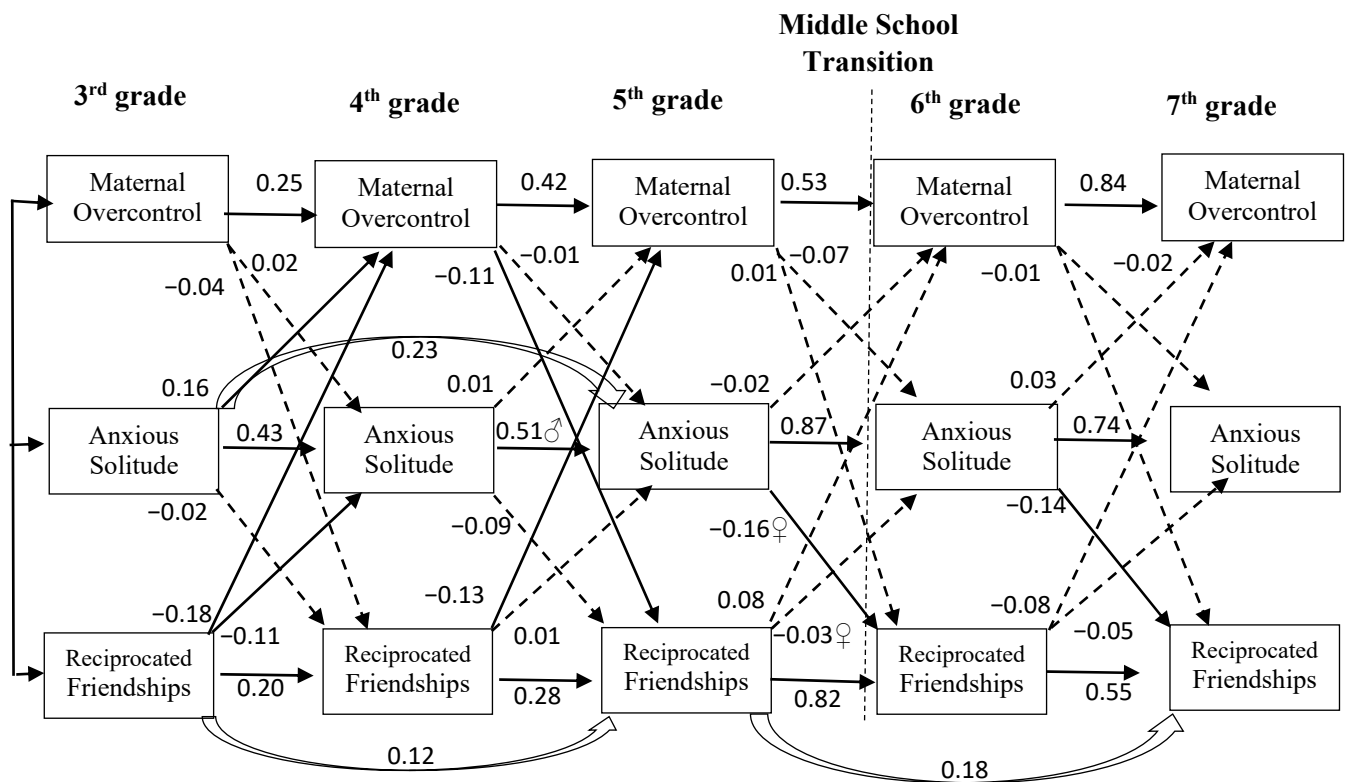 Middle School
Transition
3rd grade
4th grade
5th grade
6th grade
7th grade
Maternal
Overcontrol
0.25
Maternal
Overcontrol
0.42
Maternal
Overcontrol
0.53
Maternal
Overcontrol
0.84
Maternal
Overcontrol
−0.04
0.02
−0.11
−0.01
0.01
−0.07
−0.01
−0.02
0.23
0.16
0.01
−0.02
0.03
Anxious
Solitude
0.43
Anxious
Solitude
0.51♂
Anxious
Solitude
0.87
Anxious
Solitude
0.74
Anxious
Solitude
−0.02
−0.09
−0.16♀
−0.14
−0.18
−0.11
−0.13
0.01
0.08
−0.03♀
−0.08
−0.05
Reciprocated
Friendships
0.20
Reciprocated
Friendships
0.28
Reciprocated
Friendships
0.82
Reciprocated
Friendships
0.55
Reciprocated
Friendships
0.12
0.18